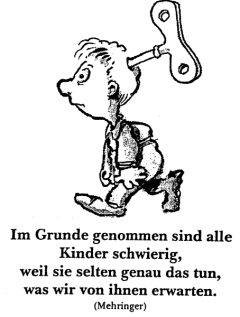 Im Grunde genommen sind alle
Kinder schwierig,
weil sie selten genau das tun,
was wir von ihnen erwarten.
(Mehringer)